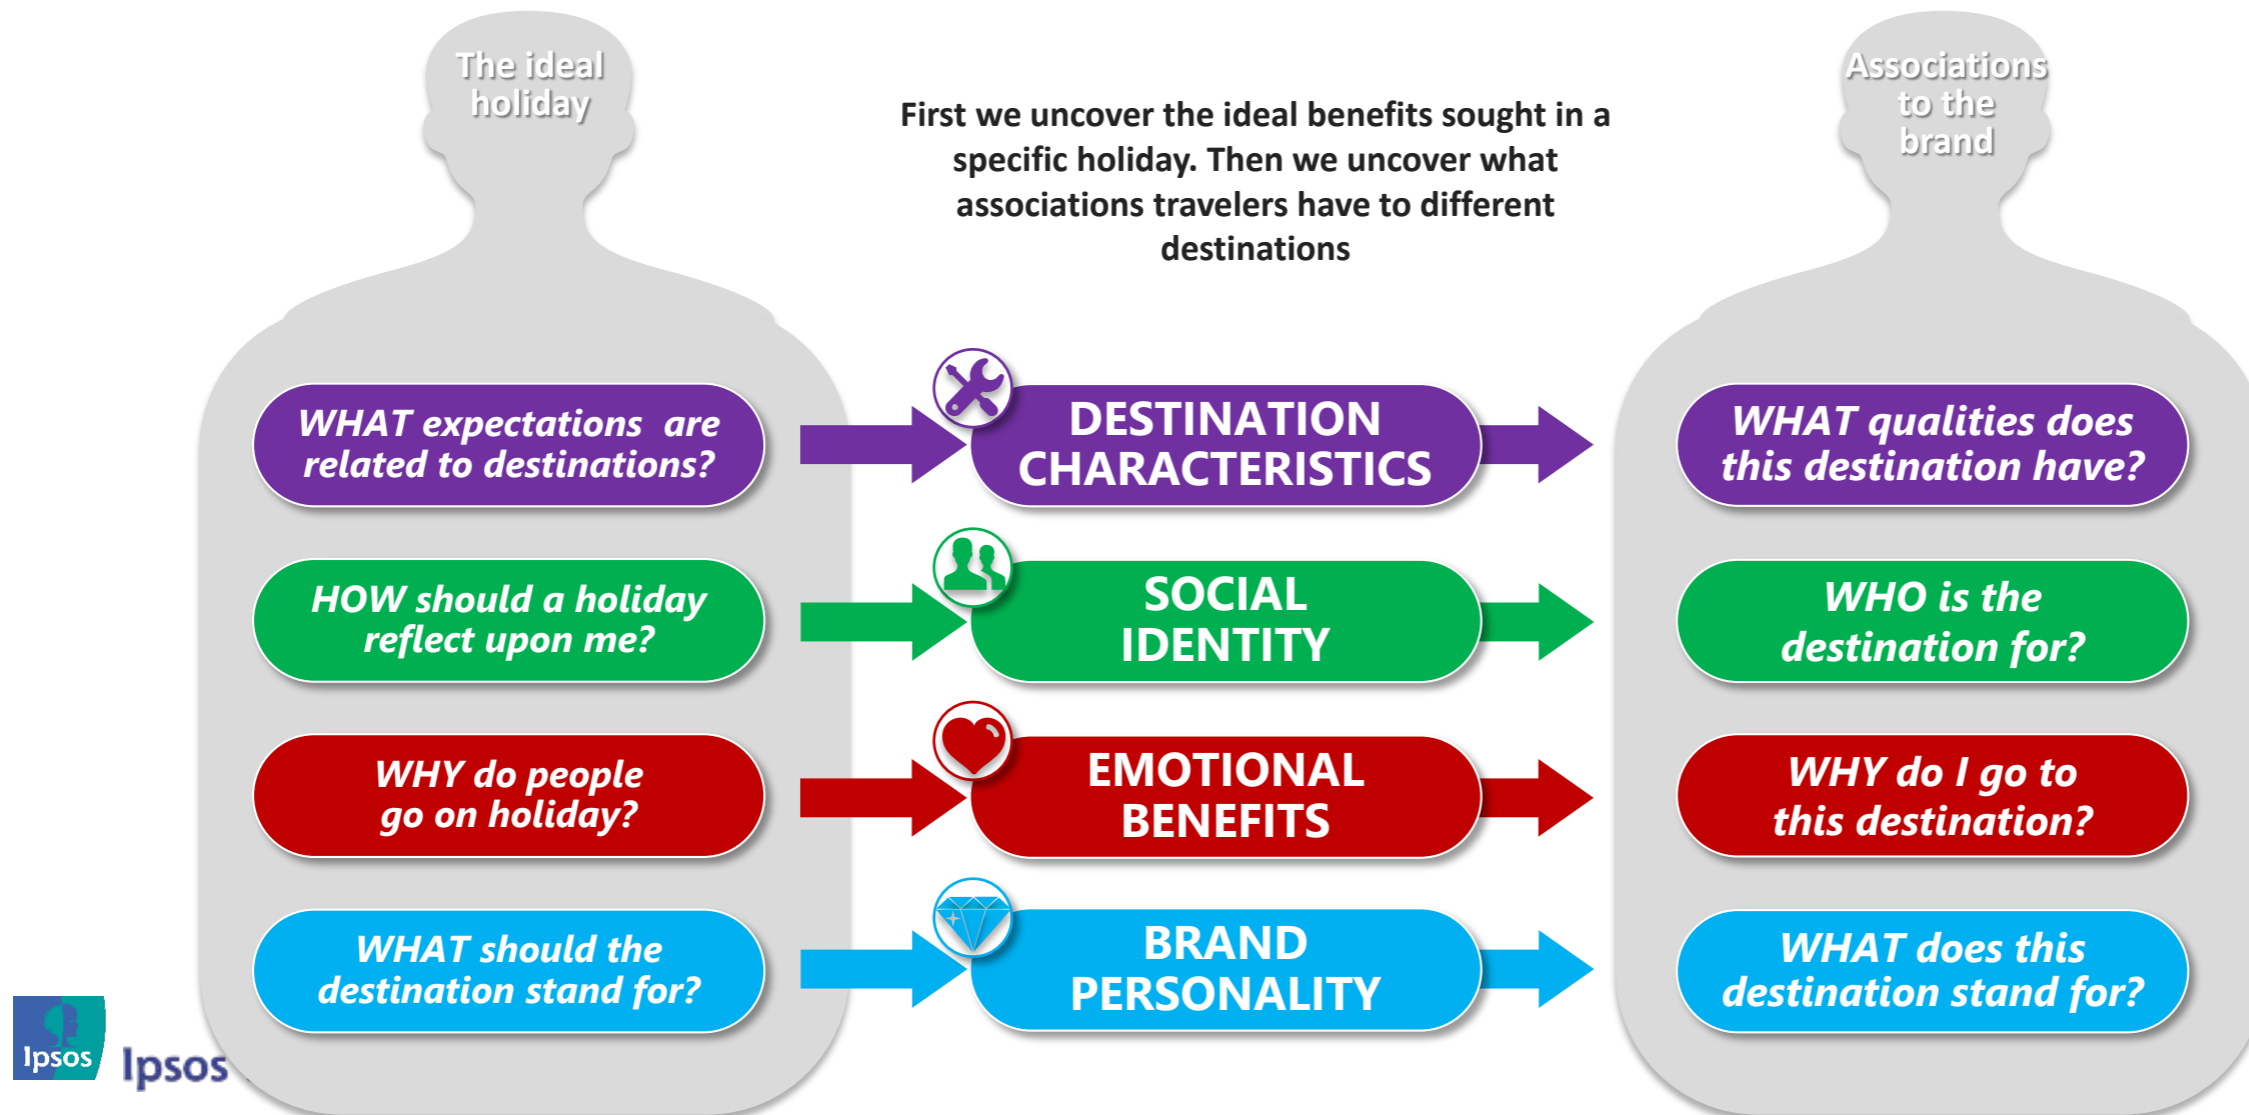 The ideal
holiday
First we uncover the ideal benefits sought in a
specific holiday. Then we uncover what
associations travelers have to different
destinations
Associations
to the
brand
WHAT expectations are
related to destinations?
DESTINATION
CHARACTERISTICS
WHAT qualities does
this destination have?
HOW should a holiday
reflect upon me?
SOCIAL
IDENTITY
WHO is the
destination for?
WHY do people
go on holiday?
EMOTIONAL
BENEFITS
WHY do I go to
this destination?
WHAT should the
destination stand for?
BRAND
PERSONALITY
WHAT does this
destination stand for?
Ipsos
Ipsos